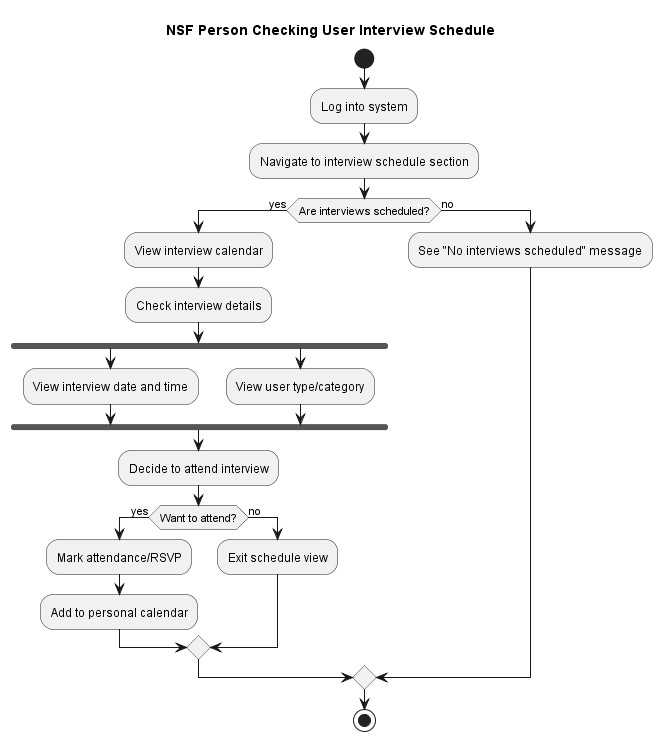 NSF Person Checking User Interview Schedule
Log into system
Navigate to interview schedule section
yes
Are interviews scheduled?
no
View interview calendar
See "No interviews scheduled" message
Check interview details
View interview date and time
View user type/category
Decide to attend interview
yes
Want to attend?
no
Mark attendance/RSVP
Exit schedule view
Add to personal calendar